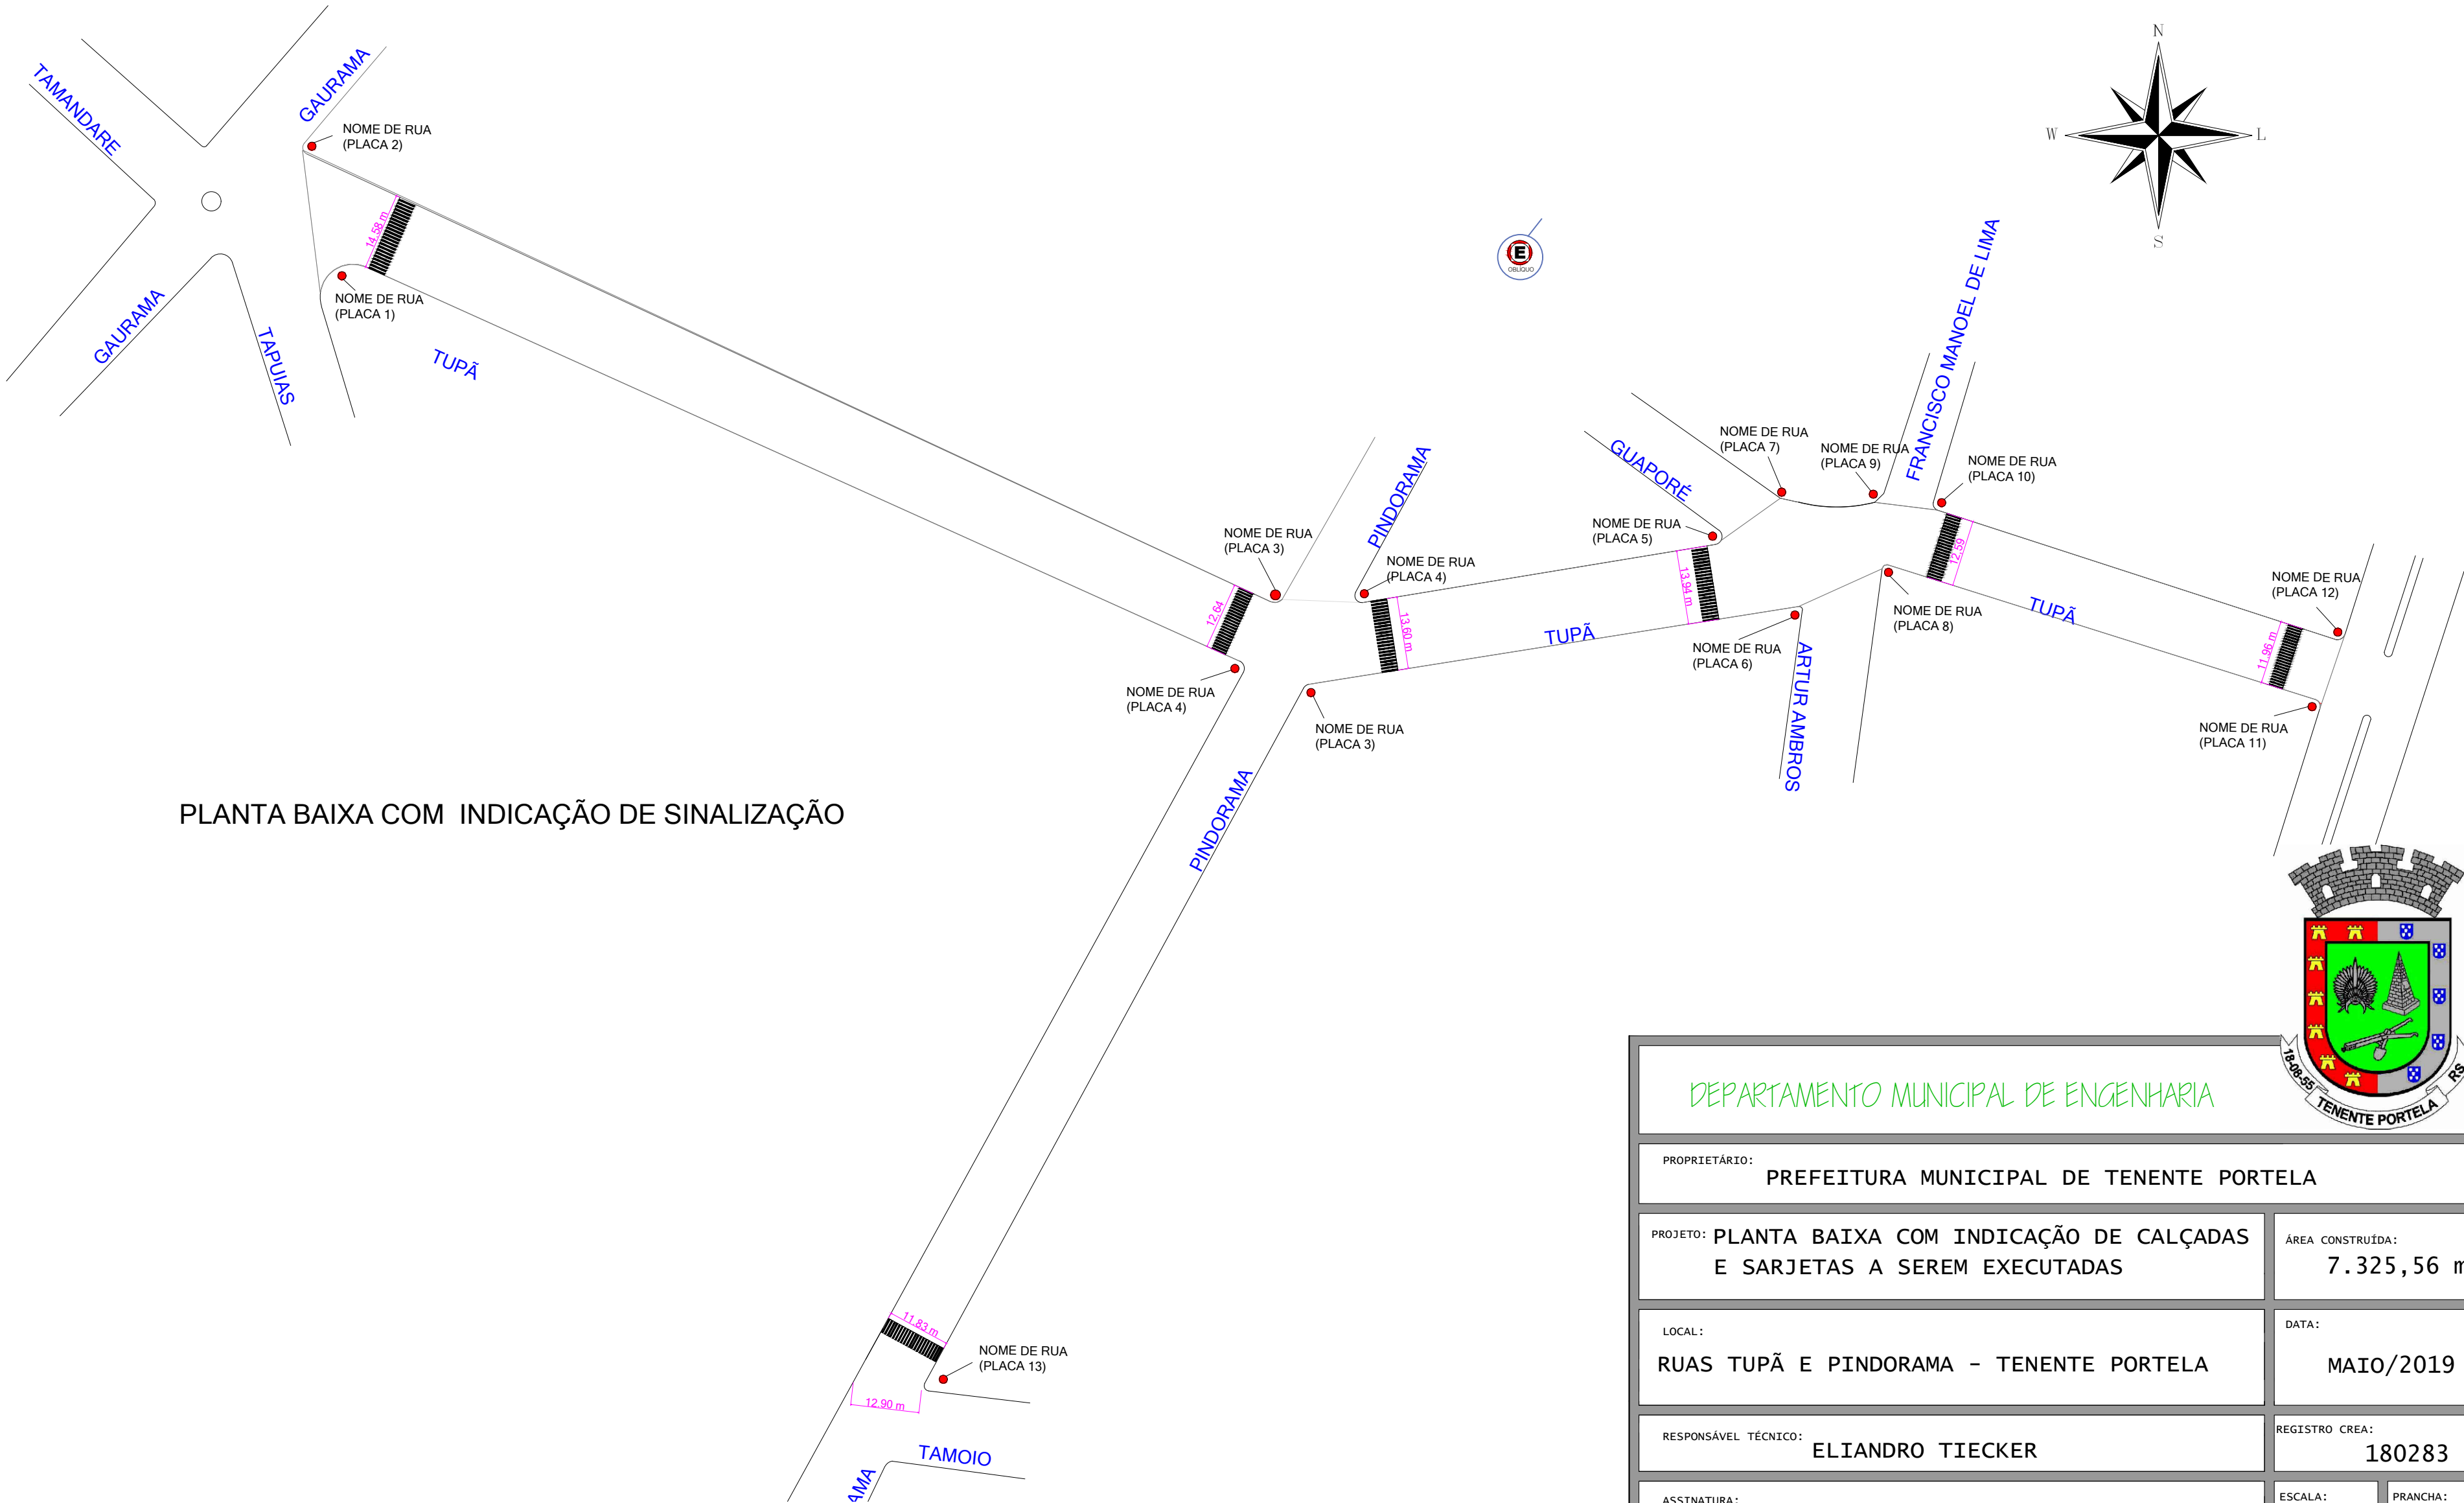 TAMANDARE
GAURAMA
NOME DE RUA
(PLACA 2)
14.58 m
NOME DE RUA
(PLACA 1)
GAURAMA
TAPUIAS
TUPÃ
N
W
L
S
E
OBLÍQUO
FRANCISCO MANOEL DE LIMA
NOME DE RUA
(PLACA 7)
NOME DE RUA
(PLACA 9)
NOME DE RUA
(PLACA 10)
GUAPORÉ
PINDORAMA
NOME DE RUA
(PLACA 3)
NOME DE RUA
(PLACA 4)
NOME DE RUA
(PLACA 5)
12.64
13.60 m
13.94 m
12.59
NOME DE RUA
(PLACA 12)
TUPÃ
TUPÃ
NOME DE RUA
(PLACA 8)
NOME DE RUA
(PLACA 6)
ARTUR AMBROS
11.96 m
NOME DE RUA
(PLACA 4)
NOME DE RUA
(PLACA 3)
NOME DE RUA
(PLACA 11)
PINDORAMA
PLANTA BAIXA COM INDICAÇÃO DE SINALIZAÇÃO
11.83 m
NOME DE RUA
(PLACA 13)
12.90 m
TAMOIO
AMA
18-08-55
TENENTE PORTELA
RS
DEPARTAMENTO MUNICIPAL DE ENGENHARIA
PROPRIETÁRIO:
PREFEITURA MUNICIPAL DE TENENTE PORTELA
PROJETO: PLANTA BAIXA COM INDICAÇÃO DE CALÇADAS
E SARJETAS A SEREM EXECUTADAS
ÁREA CONSTRUÍDA:
7.325,56 m
LOCAL:
RUAS TUPÃ E PINDORAMA - TENENTE PORTELA
DATA:
MAIO/2019
RESPONSÁVEL TÉCNICO:
ELIANDRO TIECKER
REGISTRO CREA:
180283
ASSINATURA:
ESCALA:
PRANCHA: